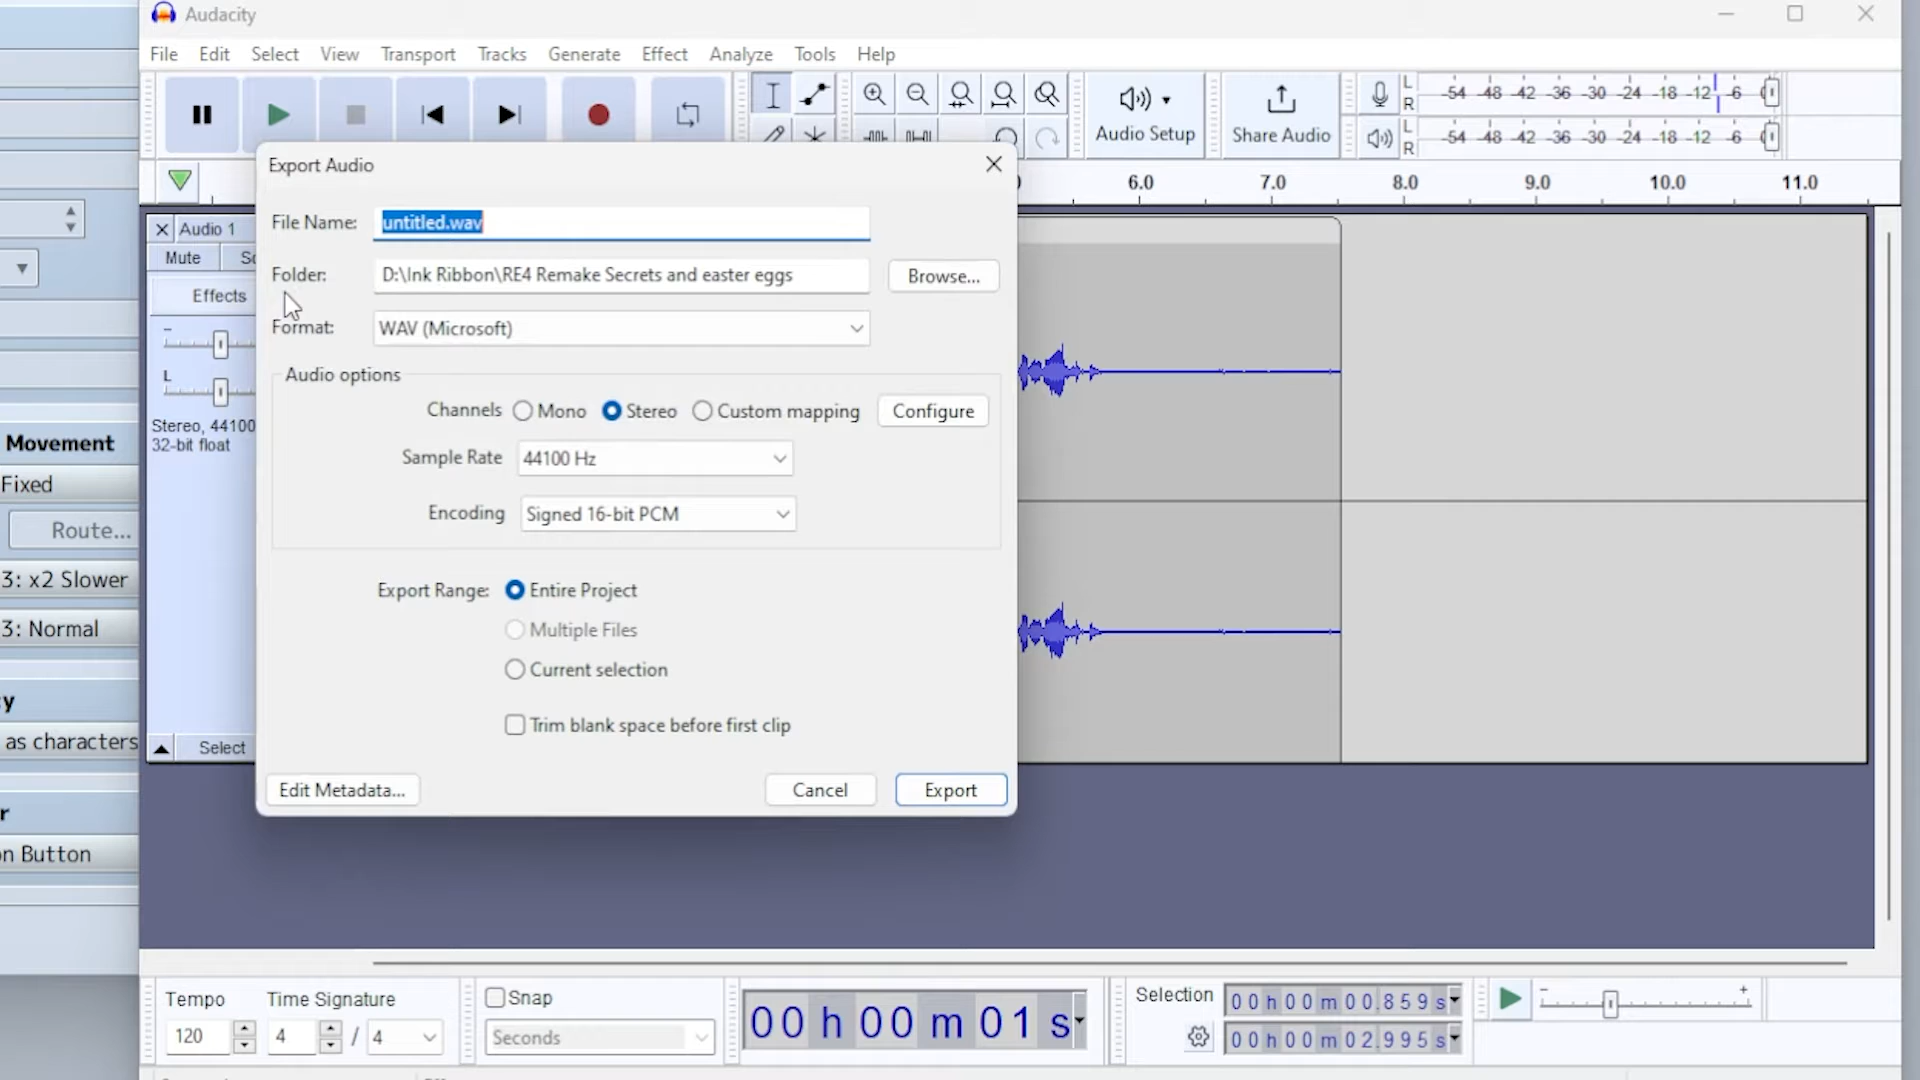 Audacity
File Edit Select View Transport Tracks Generate Effect Analyze Tools Help
Audio Setup
Share Audio
L
R
-54 -48 -42 -36 -30 -24 -18 -12 -6
L
R
-54 -48 -42 -36 -30 -24 -18 -12 -6
6.0 7.0 8.0 9.0 10.0 11.0
Export Audio
File Name: untitled.wav
Folder: D:\Ink Ribbon\RE4 Remake Secrets and easter eggs Browse...
Format: WAV (Microsoft)
Audio options
Channels Mono Stereo Custom mapping Configure
Sample Rate 44100 Hz
Encoding Signed 16-bit PCM
Export Range: Entire Project
Multiple Files
Current selection
Trim blank space before first clip
Edit Metadata... Cancel Export
Audio 1
Mute So
Effects
L
Stereo, 44100
32-bit float
Select
Movement
Fixed
Route...
3: x2 Slower
3: Normal
y
as characters
r
n Button
Tempo
120
Time Signature
4 / 4
Snap
Seconds
00 h 00 m 01 s
Selection
00 h 00 m 00.859 s
00 h 00 m 02.995 s